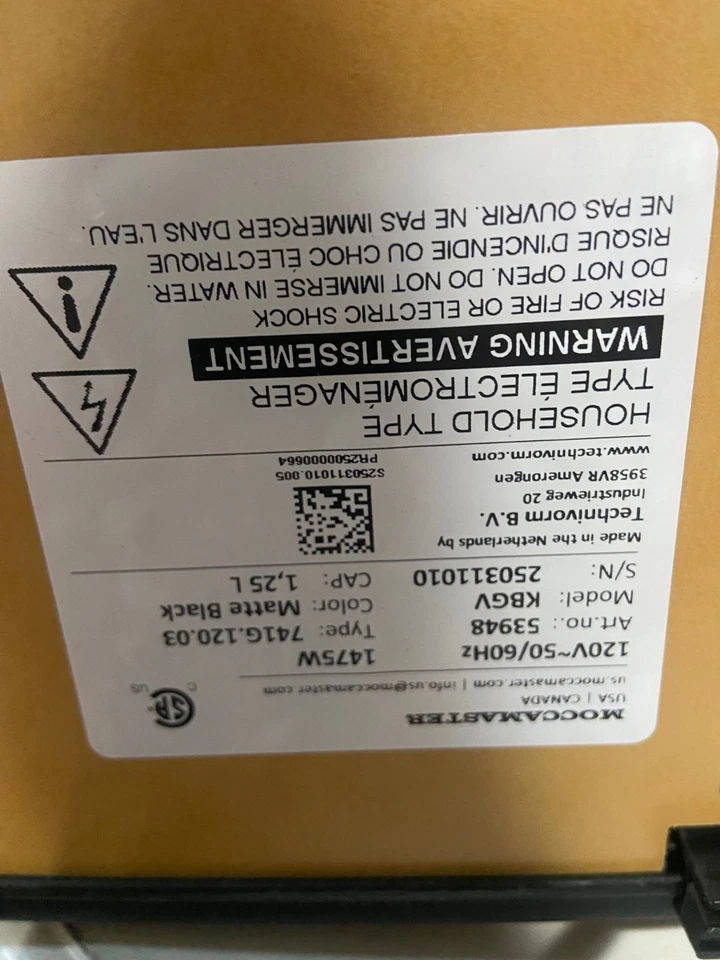 MOCCAMASTER
USA | CANADA
us.moccamaster.com | info.us@moccamaster.com
C SP US
120V~50/60Hz 1475W
Art.no.: 53948 Type: 741G.120.03
Model: KBGV Color: Matte Black
S/N: 250311010 CAP: 1,25 L
Made in the Netherlands by
Technivorm B.V.
Industrieweg 20
3958VR Amerongen
www.technivorm.com
S250311010.005
PR2500000664
HOUSEHOLD TYPE
TYPE ÉLECTROMÉNAGER
WARNING AVERTISSEMENT
RISK OF FIRE OR ELECTRIC SHOCK
DO NOT OPEN. DO NOT IMMERSE IN WATER.
RISQUE D'INCENDIE OU CHOC ÉLECTRIQUE
NE PAS OUVRIR. NE PAS IMMERGER DANS L'EAU.